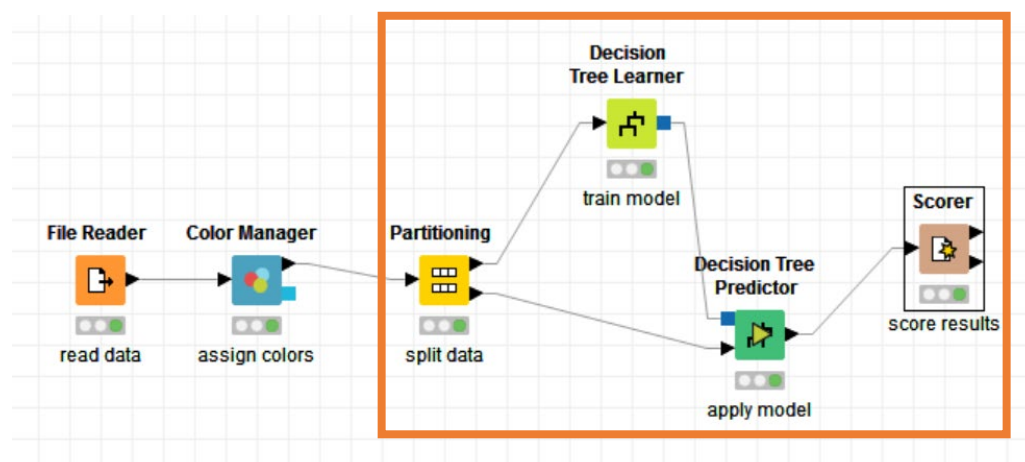 Decision
Tree Learner
train model
File Reader
read data
Color Manager
assign colors
Partitioning
split data
Decision Tree
Predictor
apply model
Scorer
score results